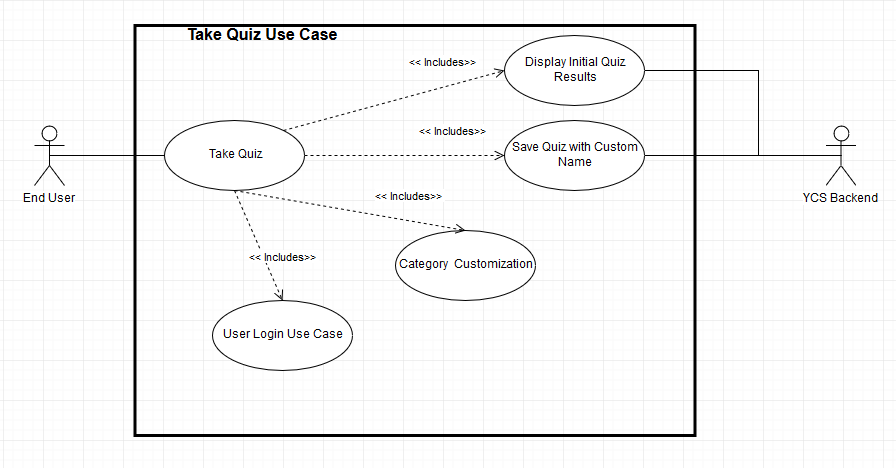 Take Quiz Use Case
<< Includes>>
Display Initial Quiz
Results
<< Includes>>
Take Quiz
Save Quiz with Custom
Name
End User
YCS Backend
<< Includes>>
<< Includes>>
Category  Customization
User Login Use Case